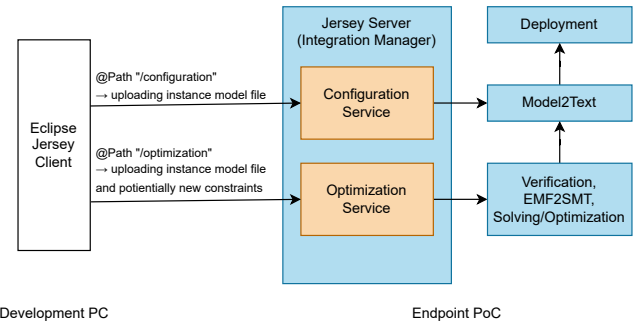 Jersey Server
(Integration Manager)
Deployment
@Path "/configuration"
→ uploading instance model file
Configuration
Service
Model2Text
Eclipse
Jersey
Client
@Path "/optimization"
→ uploading instance model file
and potientially new constraints
Optimization
Service
Verification,
EMF2SMT,
Solving/Optimization
Development PC
Endpoint PoC